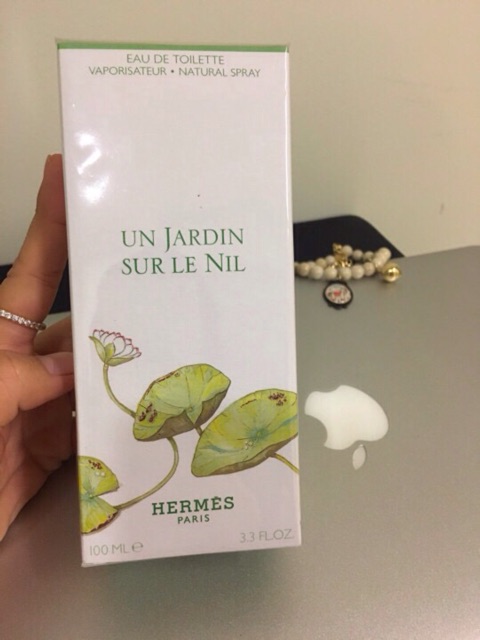 EAU DE TOILETTE
VAPORISATEUR • NATURAL SPRAY
UN JARDIN
SUR LE NIL
HERMÈS
PARIS
100 ML ℮ 3.3 FL.OZ.